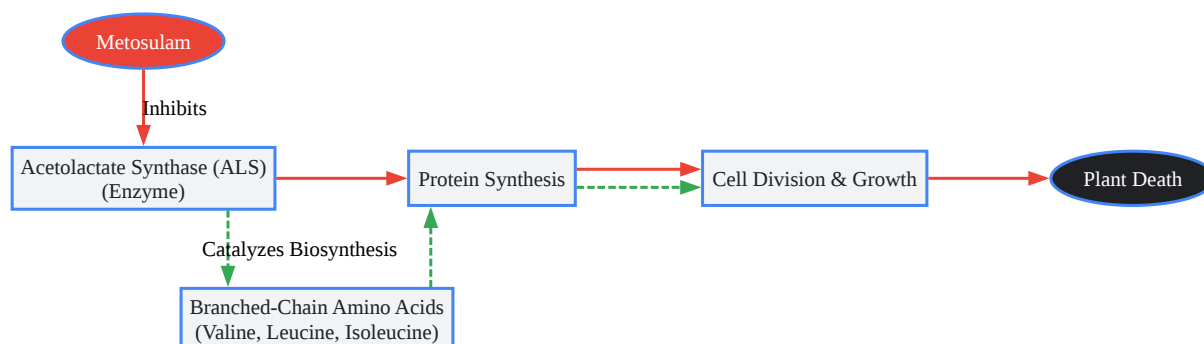 Metosulam
Inhibits
Acetolactate Synthase (ALS)
(Enzyme)
Protein Synthesis
Cell Division & Growth
Plant Death
Catalyzes Biosynthesis
Branched-Chain Amino Acids
(Valine, Leucine, Isoleucine)